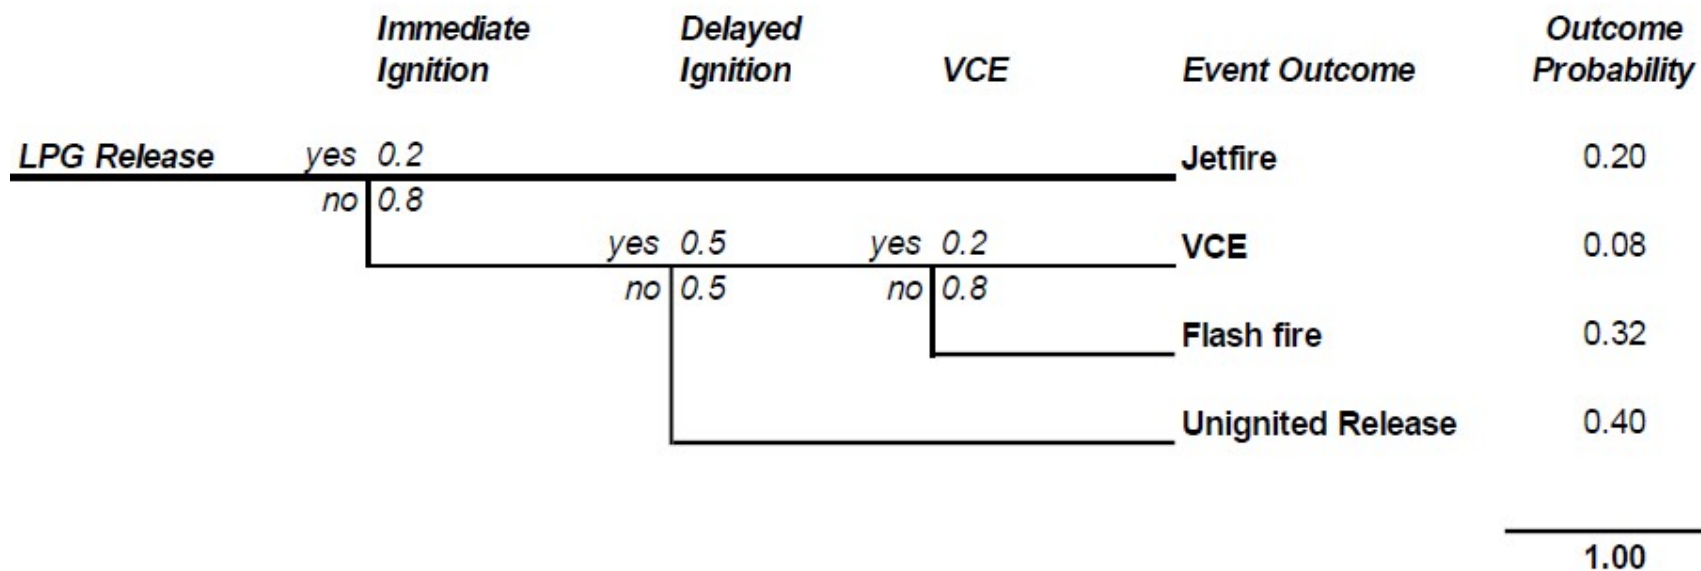 Immediate Delayed Outcome
Ignition Ignition VCE Event Outcome Probability
LPG Release yes 0.2 Jetfire 0.20
no 0.8
yes 0.5 yes 0.2 VCE 0.08
no 0.5 no 0.8
Flash fire 0.32
Unignited Release 0.40
1.00